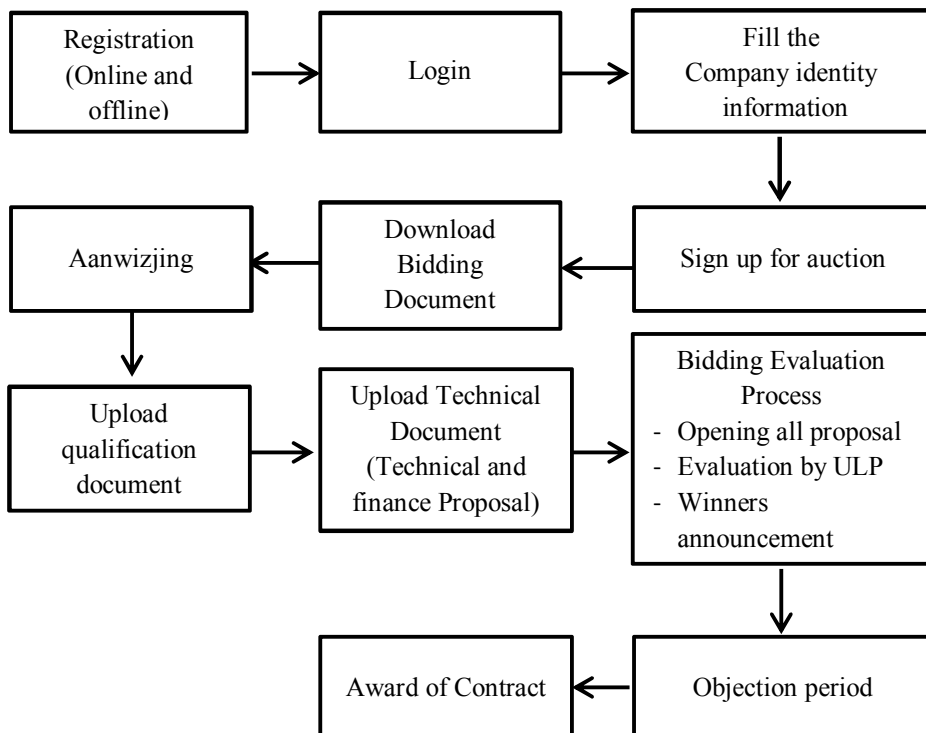 Registration
(Online and
offline)
Login
Fill the
Company identity
information
Sign up for auction
Download
Bidding
Document
Aanwizjing
Upload
qualification
document
Upload Technical
Document
(Technical and
finance Proposal)
Bidding Evaluation
Process
- Opening all proposal
- Evaluation by ULP
- Winners
announcement
Objection period
Award of Contract